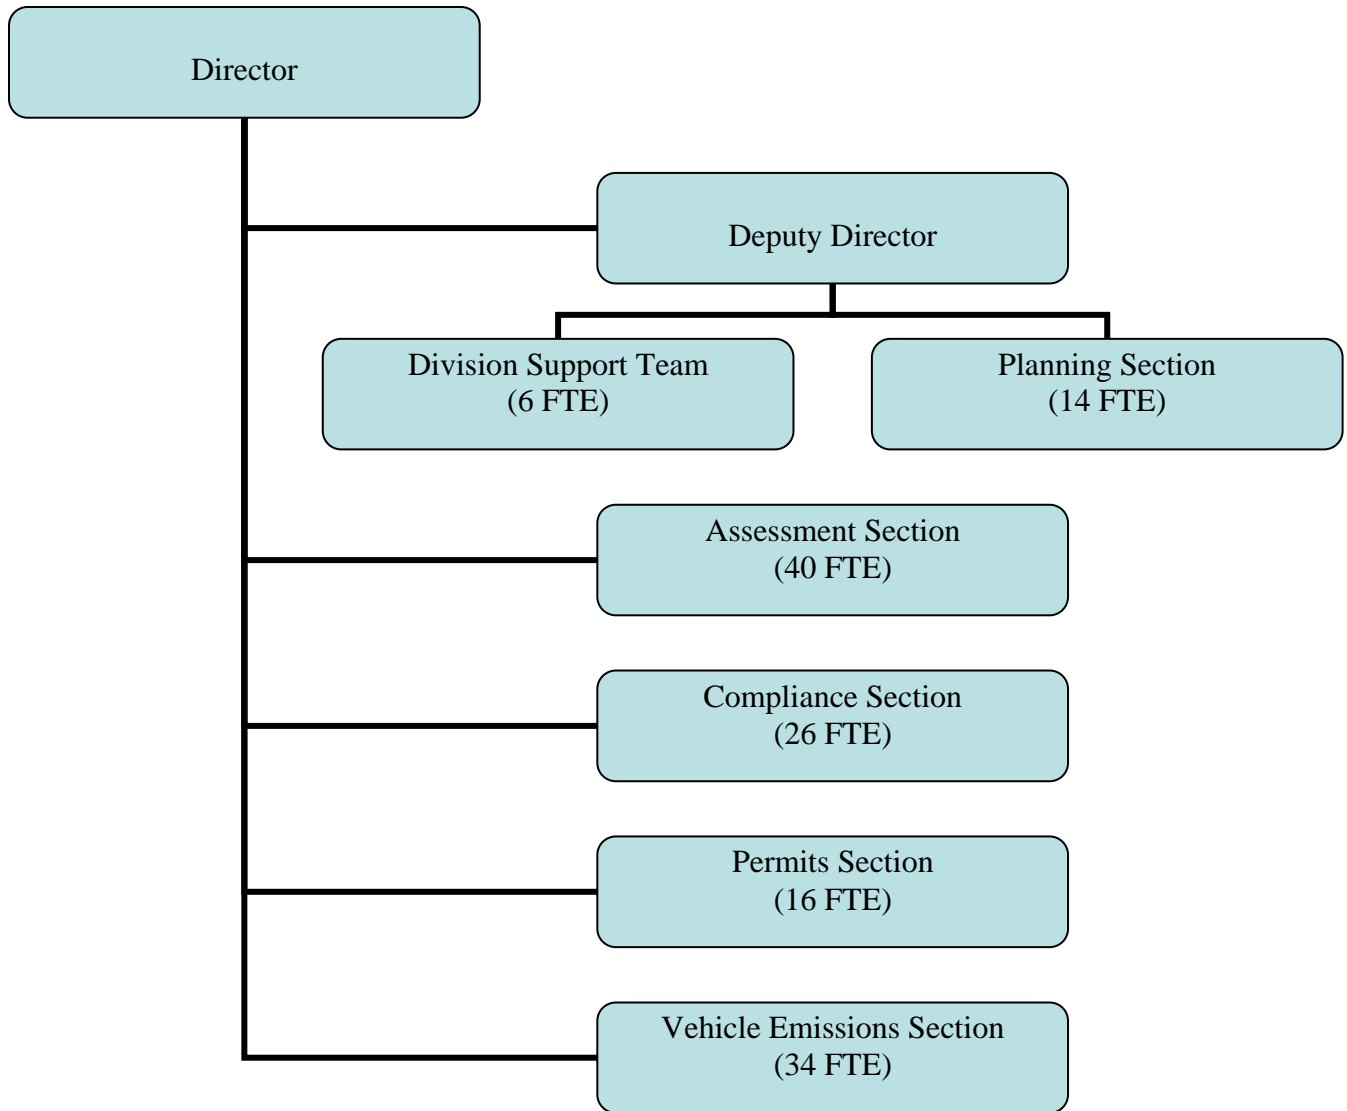 Director
Deputy Director
Division Support Team
(6 FTE)
Planning Section
(14 FTE)
Assessment Section
(40 FTE)
Compliance Section
(26 FTE)
Permits Section
(16 FTE)
Vehicle Emissions Section
(34 FTE)